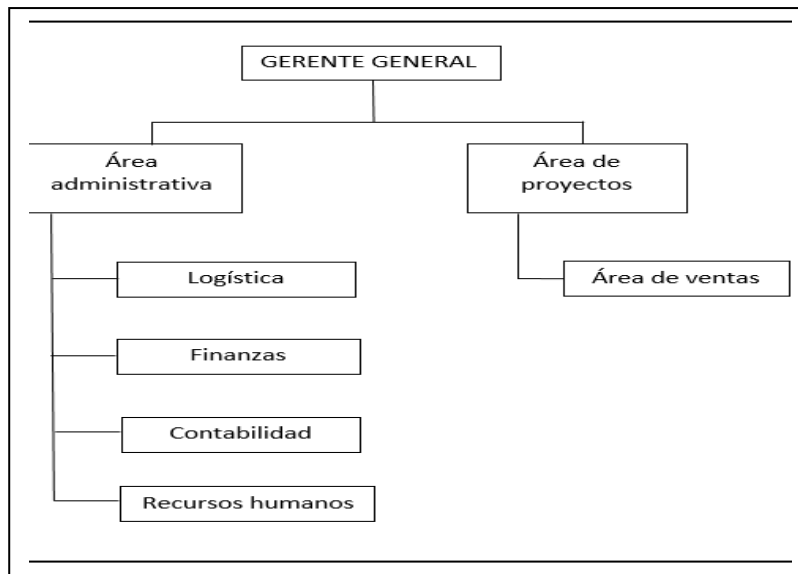 GERENTE GENERAL
Área
administrativa
Área de
proyectos
Logística
Área de ventas
Finanzas
Contabilidad
Recursos humanos